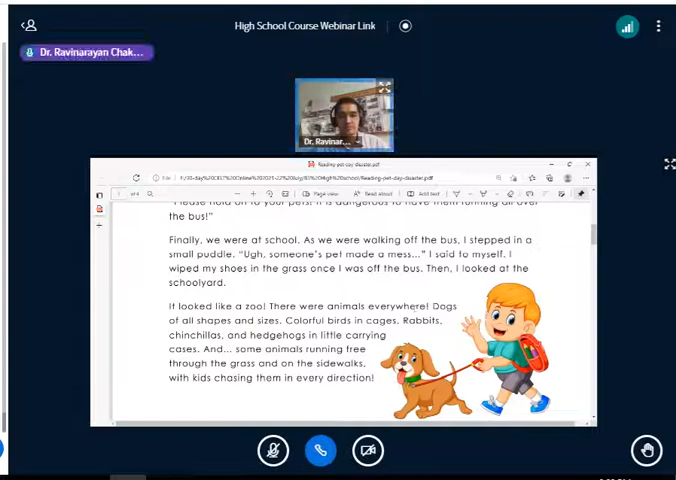 High School Course Webinar Link
Dr. Ravinarayan Chak...
Dr. Ravinar...
Reading-pet-day-disaster.pdf
File
of 4
Page view
Read aloud
Add text
"Please hold on to your pets! It is dangerous to have them running all over
the bus!"
Finally, we were at school. As we were walking off the bus, I stepped in a
small puddle. "Ugh, someone's pet made a mess..." I said to myself. I
wiped my shoes in the grass once I was off the bus. Then, I looked at the
schoolyard.
It looked like a zoo! There were animals everywhere! Dogs
of all shapes and sizes. Colorful birds in cages. Rabbits,
chinchillas, and hedgehogs in little carrying
cases. And... some animals running free
through the grass and on the sidewalks,
with kids chasing them in every direction!